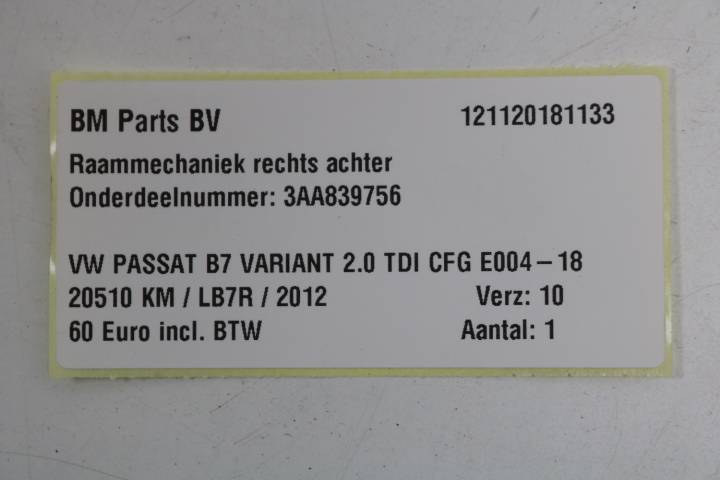 BM Parts BV 121120181133
Raammechaniek rechts achter
Onderdeelnummer: 3AA839756
VW PASSAT B7 VARIANT 2.0 TDI CFG E004-18
20510 KM / LB7R / 2012 Verz: 10
60 Euro incl. BTW Aantal: 1